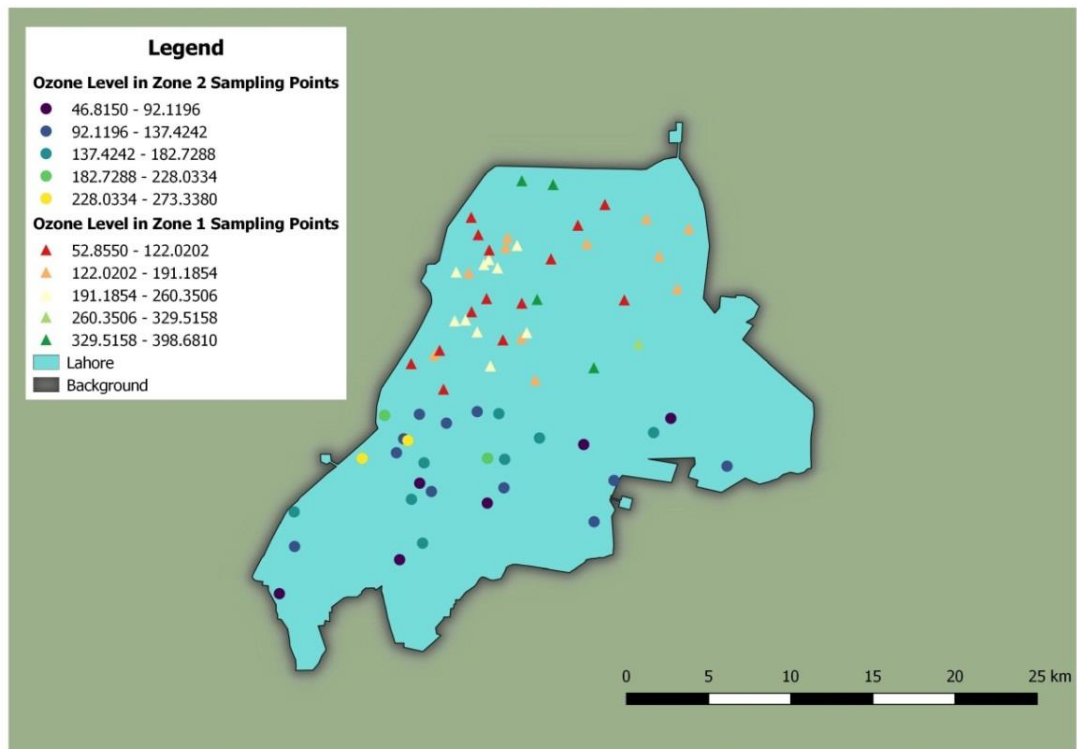 Legend
Ozone Level in Zone 2 Sampling Points
46.8150 - 92.1196
92.1196 - 137.4242
137.4242 - 182.7288
182.7288 - 228.0334
228.0334 - 273.3380
Ozone Level in Zone 1 Sampling Points
52.8550 - 122.0202
122.0202 - 191.1854
191.1854 - 260.3506
260.3506 - 329.5158
329.5158 - 398.6810
Lahore
Background
0 5 10 15 20 25 km